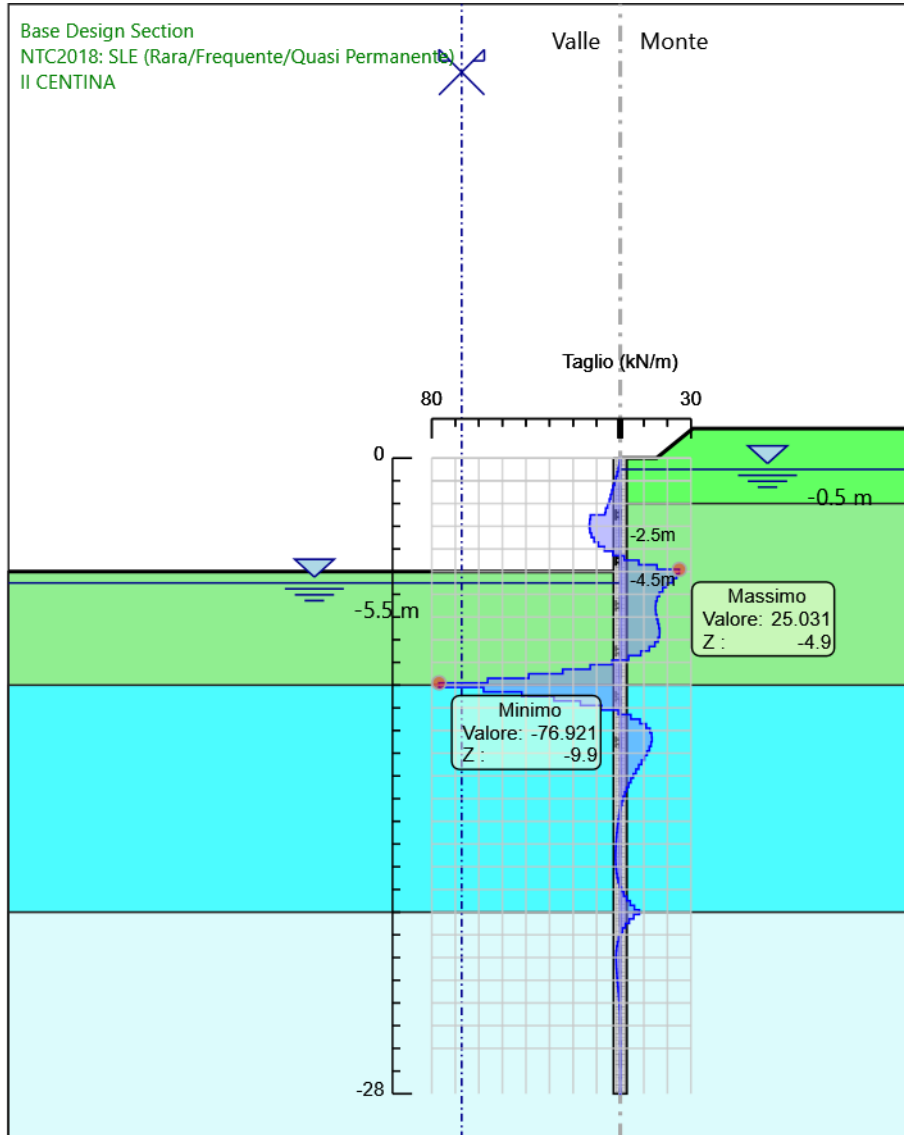 Base Design Section
NTC2018: SLE (Rara/Frequente/Quasi Permanente)
II CENTINA
Valle
Monte
Taglio (kN/m)
80
30
0
-0.5 m
-2.5m
-4.5m
-5.5 m
Massimo
Valore: 25.031
Z : -4.9
Minimo
Valore: -76.921
Z : -9.9
-28